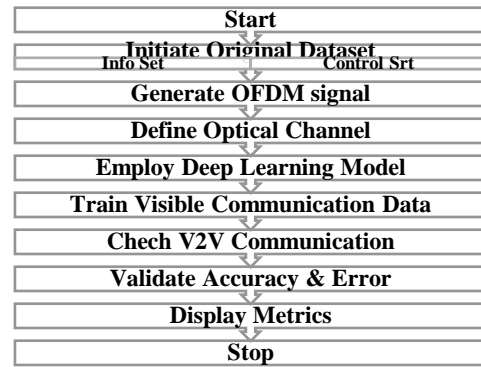 Start
Initiate Original Dataset
Info Set Control Srt
Generate OFDM signal
Define Optical Channel
Employ Deep Learning Model
Train Visible Communication Data
Chech V2V Communication
Validate Accuracy & Error
Display Metrics
Stop